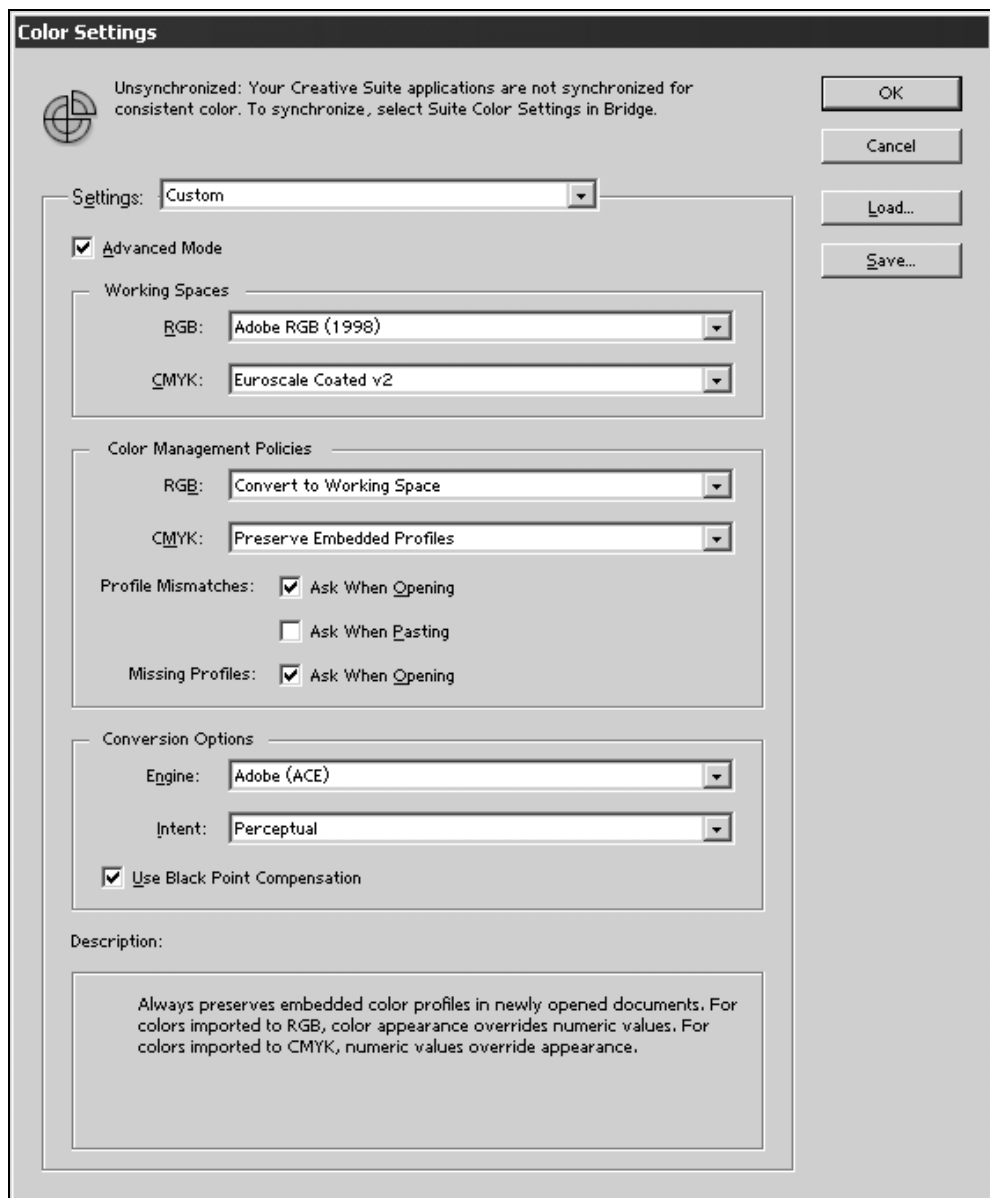 Color Settings
Unsynchronized: Your Creative Suite applications are not synchronized for
consistent color. To synchronize, select Suite Color Settings in Bridge.
OK
Cancel
Load...
Save...
Settings: Custom
Advanced Mode
Working Spaces
RGB: Adobe RGB (1998)
CMYK: Euroscale Coated v2
Color Management Policies
RGB: Convert to Working Space
CMYK: Preserve Embedded Profiles
Profile Mismatches: Ask When Opening
Ask When Pasting
Missing Profiles: Ask When Opening
Conversion Options
Engine: Adobe (ACE)
Intent: Perceptual
Use Black Point Compensation
Description:
Always preserves embedded color profiles in newly opened documents. For
colors imported to RGB, color appearance overrides numeric values. For
colors imported to CMYK, numeric values override appearance.